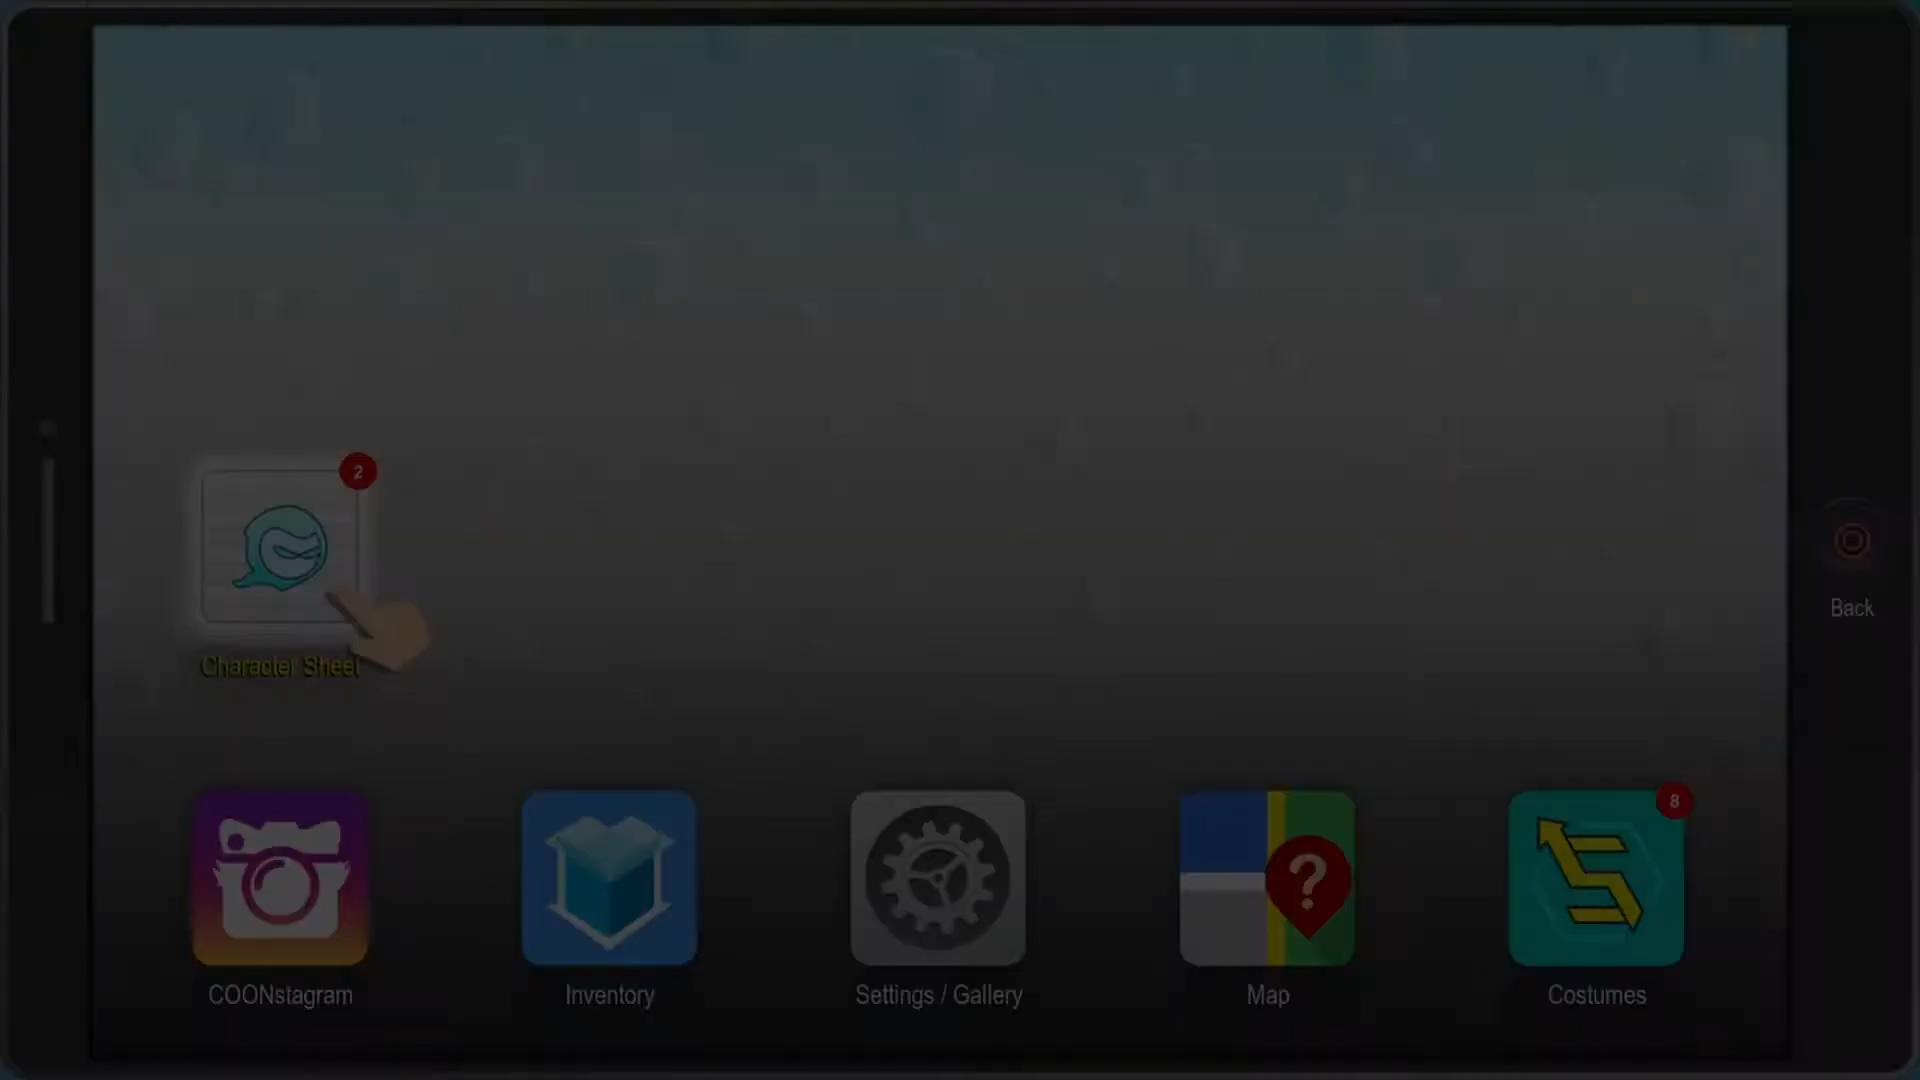 2
Character Sheet
Back
8
?
COONstagram
Inventory
Settings / Gallery
Map
Costumes